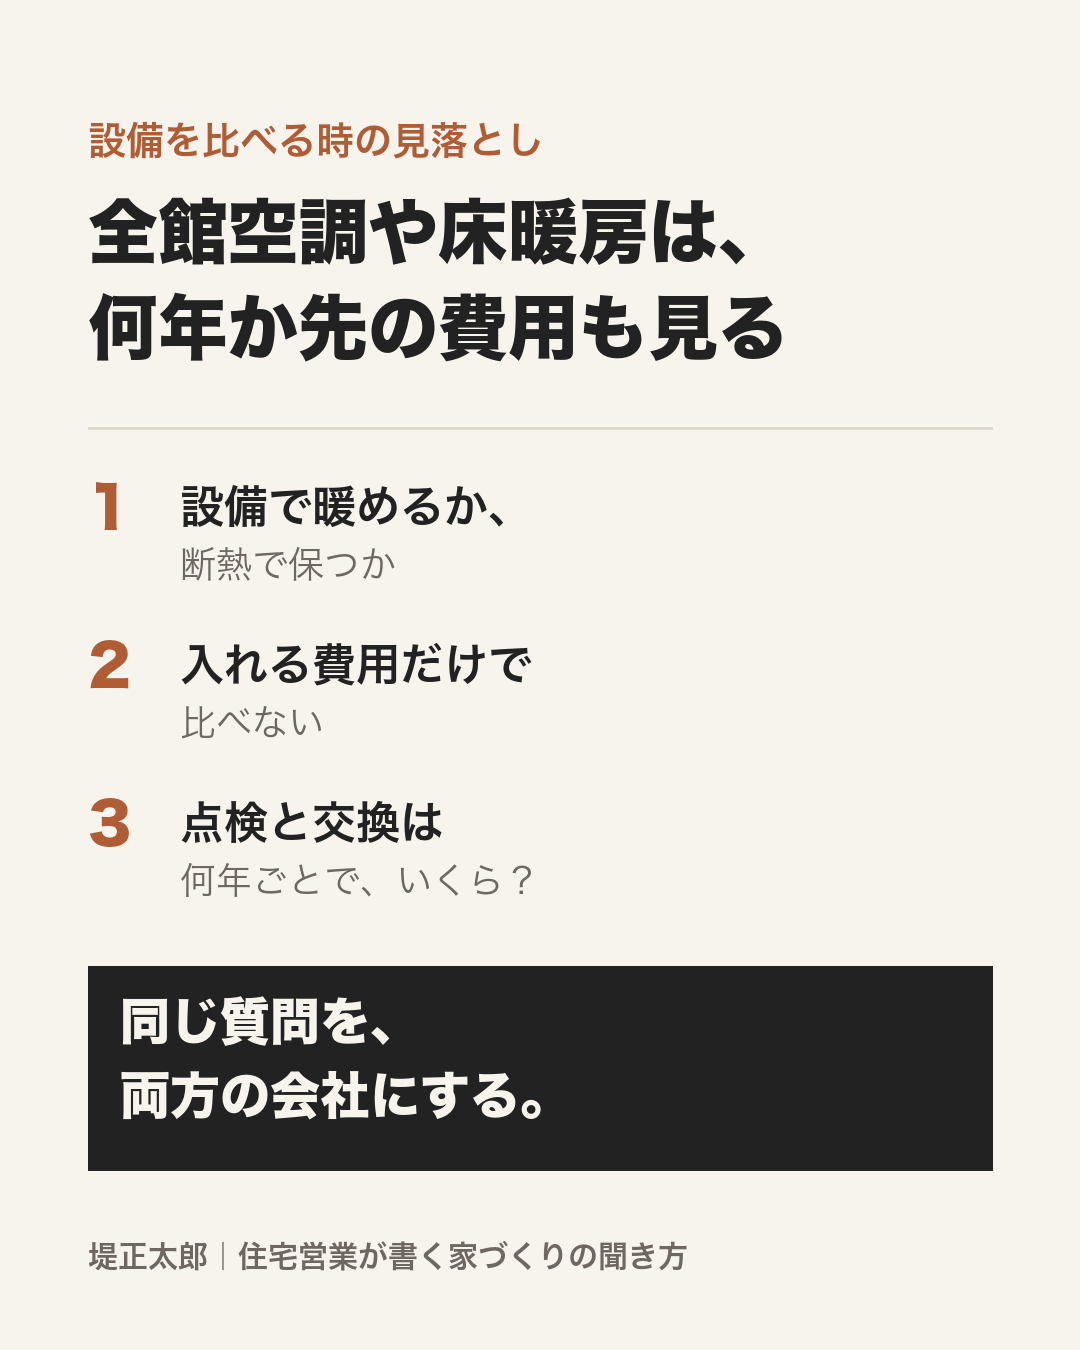 設備を比べる時の見落とし
全館空調や床暖房は、
何年か先の費用も見る
1 設備で暖めるか、
断熱で保つか
2 入れる費用だけで
比べない
3 点検と交換は
何年ごとで、いくら？
同じ質問を、
両方の会社にする。
堤正太郎｜住宅営業が書く家づくりの聞き方